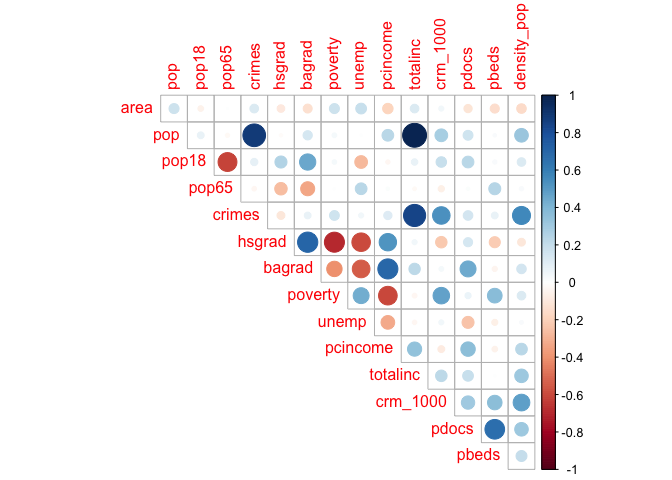 pop pop18 pop65 crimes hsgrad bagrad poverty unemp pcincome totalinc crm_1000 pdocs pbeds density_pop
area
pop
pop18
pop65
crimes
hsgrad
bagrad
poverty
unemp
pcincome
totalinc
crm_1000
pdocs
pbeds
1
0.8
0.6
0.4
0.2
0
-0.2
-0.4
-0.6
-0.8
-1